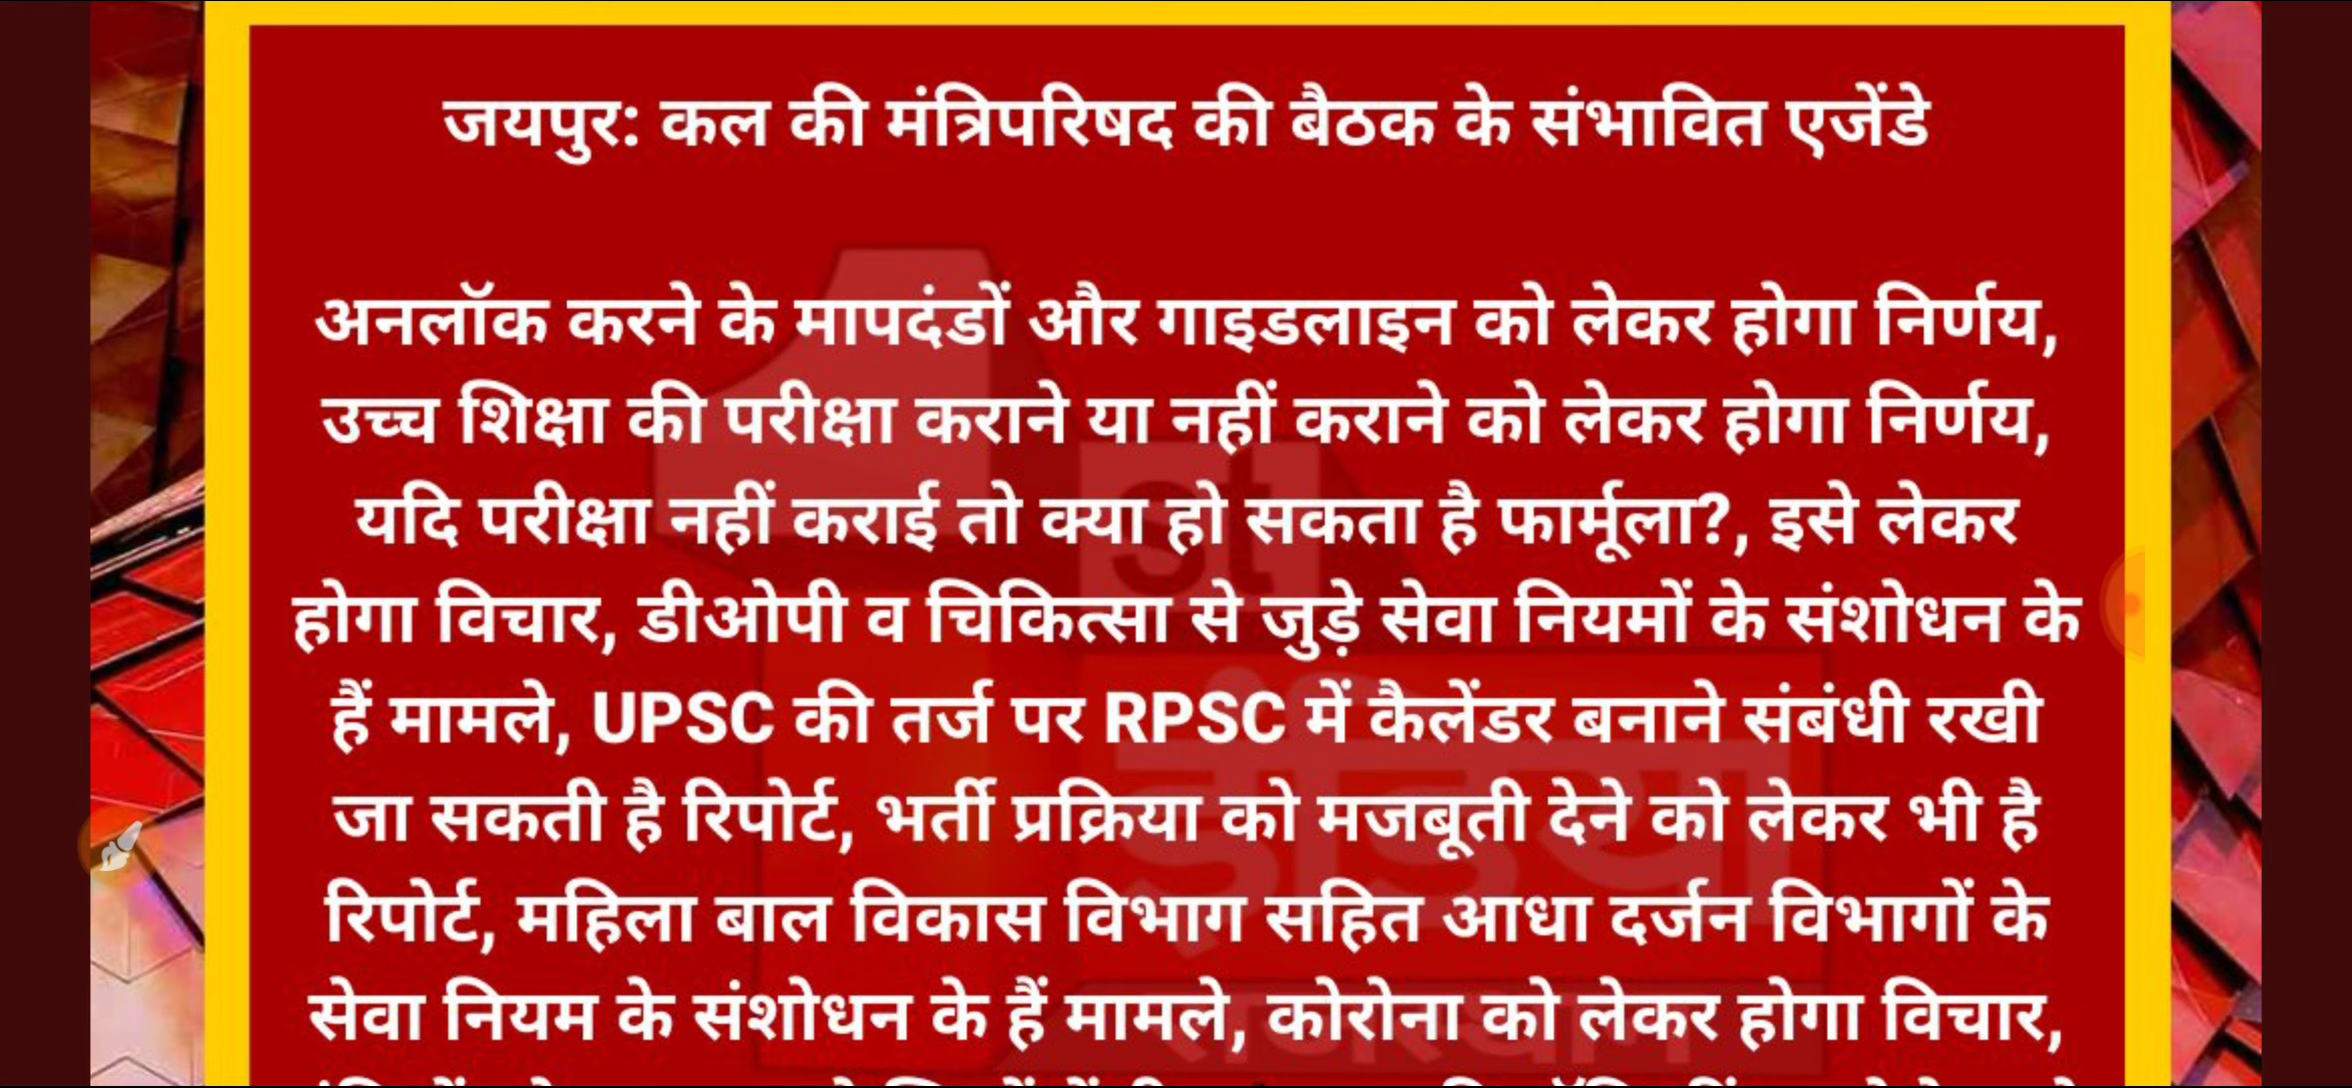 जयपुर: कल की मंत्रिपरिषद की बैठक के संभावित एजेंडे
अनलॉक करने के मापदंडों और गाइडलाइन को लेकर होगा निर्णय,
उच्च शिक्षा की परीक्षा कराने या नहीं कराने को लेकर होगा निर्णय,
यदि परीक्षा नहीं कराई तो क्या हो सकता है फार्मूला?, इसे लेकर
होगा विचार, डीओपी व चिकित्सा से जुड़े सेवा नियमों के संशोधन के
हैं मामले, UPSC की तर्ज पर RPSC में कैलेंडर बनाने संबंधी रखी
जा सकती है रिपोर्ट, भर्ती प्रक्रिया को मजबूती देने को लेकर भी है
रिपोर्ट, महिला बाल विकास विभाग सहित आधा दर्जन विभागों के
सेवा नियम के संशोधन के हैं मामले, कोरोना को लेकर होगा विचार,
1st
इंडिया
राजस्थान